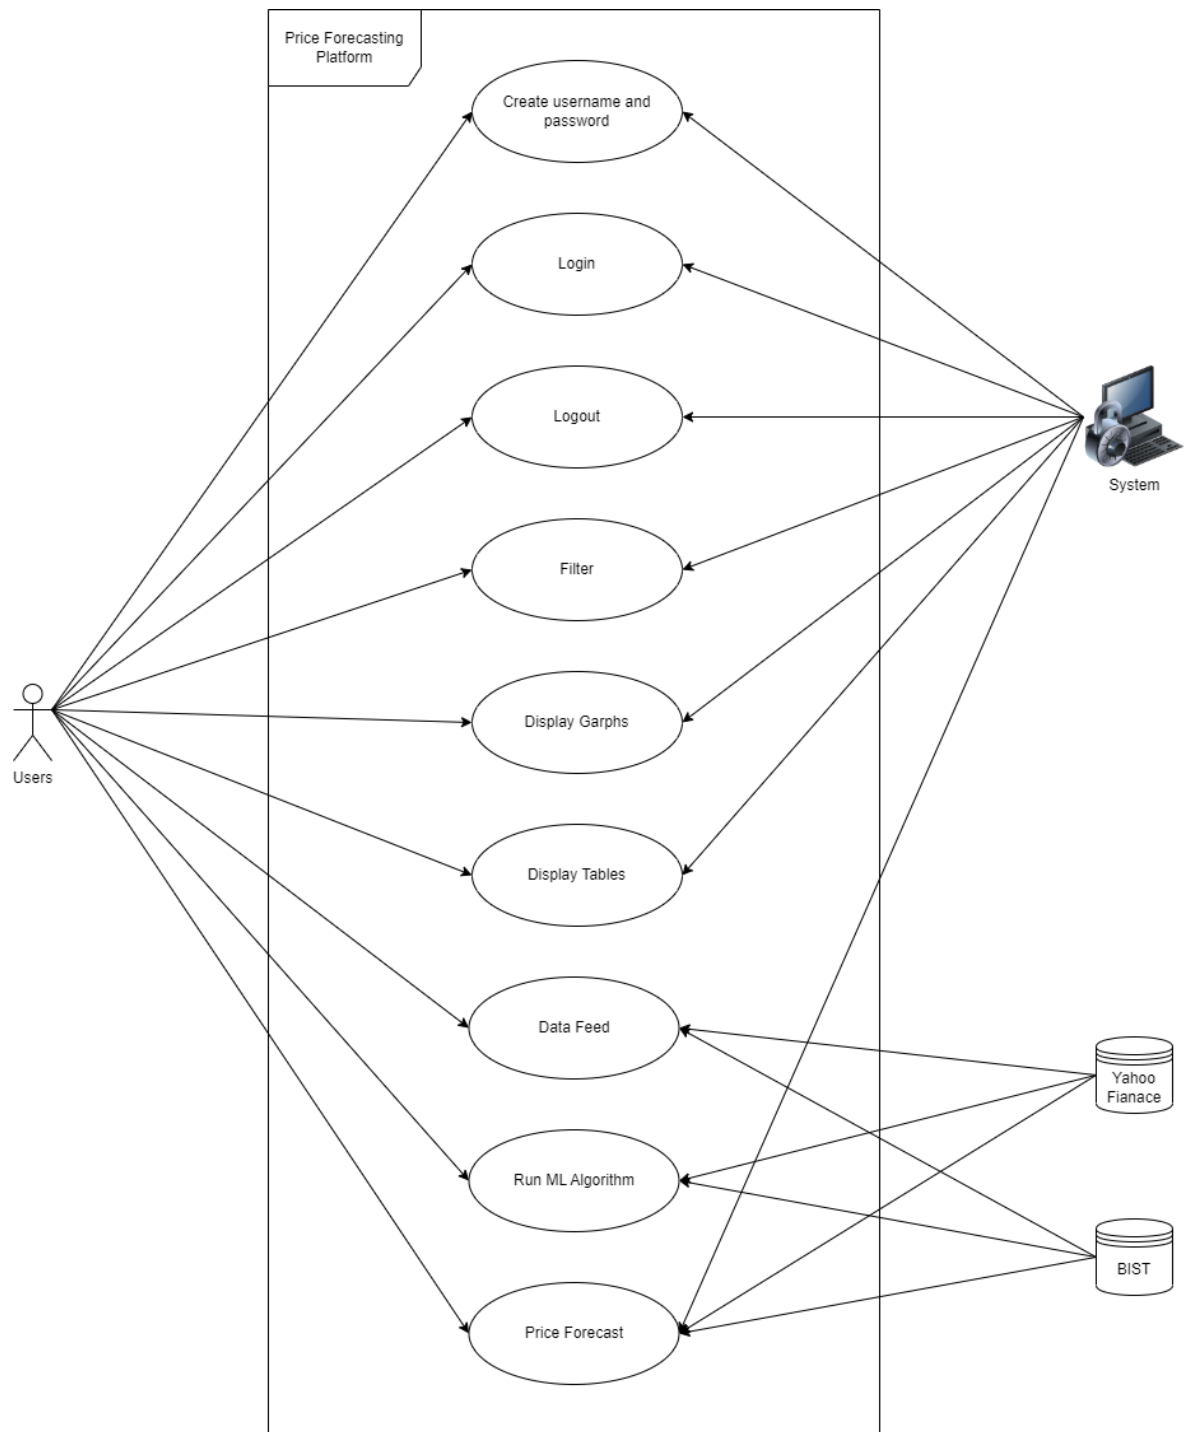 Price Forecasting
Platform
Create username and
password
Login
Logout
System
Filter
Display Garphs
Users
Display Tables
Data Feed
Yahoo
Fianace
Run ML Algorithm
BIST
Price Forecast